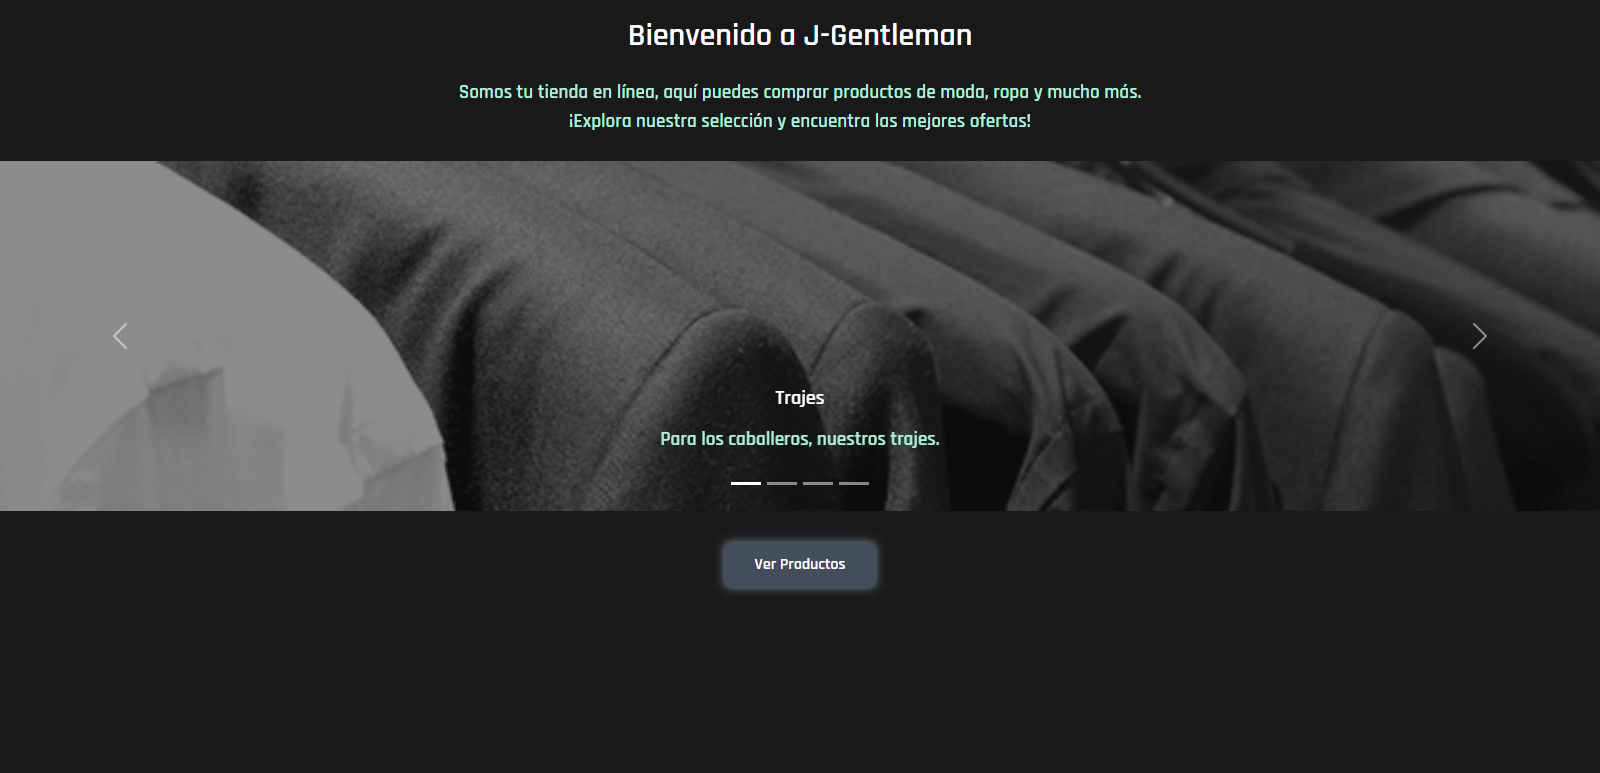 Bienvenido a J-Gentleman
Somos tu tienda en línea, aquí puedes comprar productos de moda, ropa y mucho más.
¡Explora nuestra selección y encuentra las mejores ofertas!
Trajes
Para los caballeros, nuestros trajes.
Ver Productos